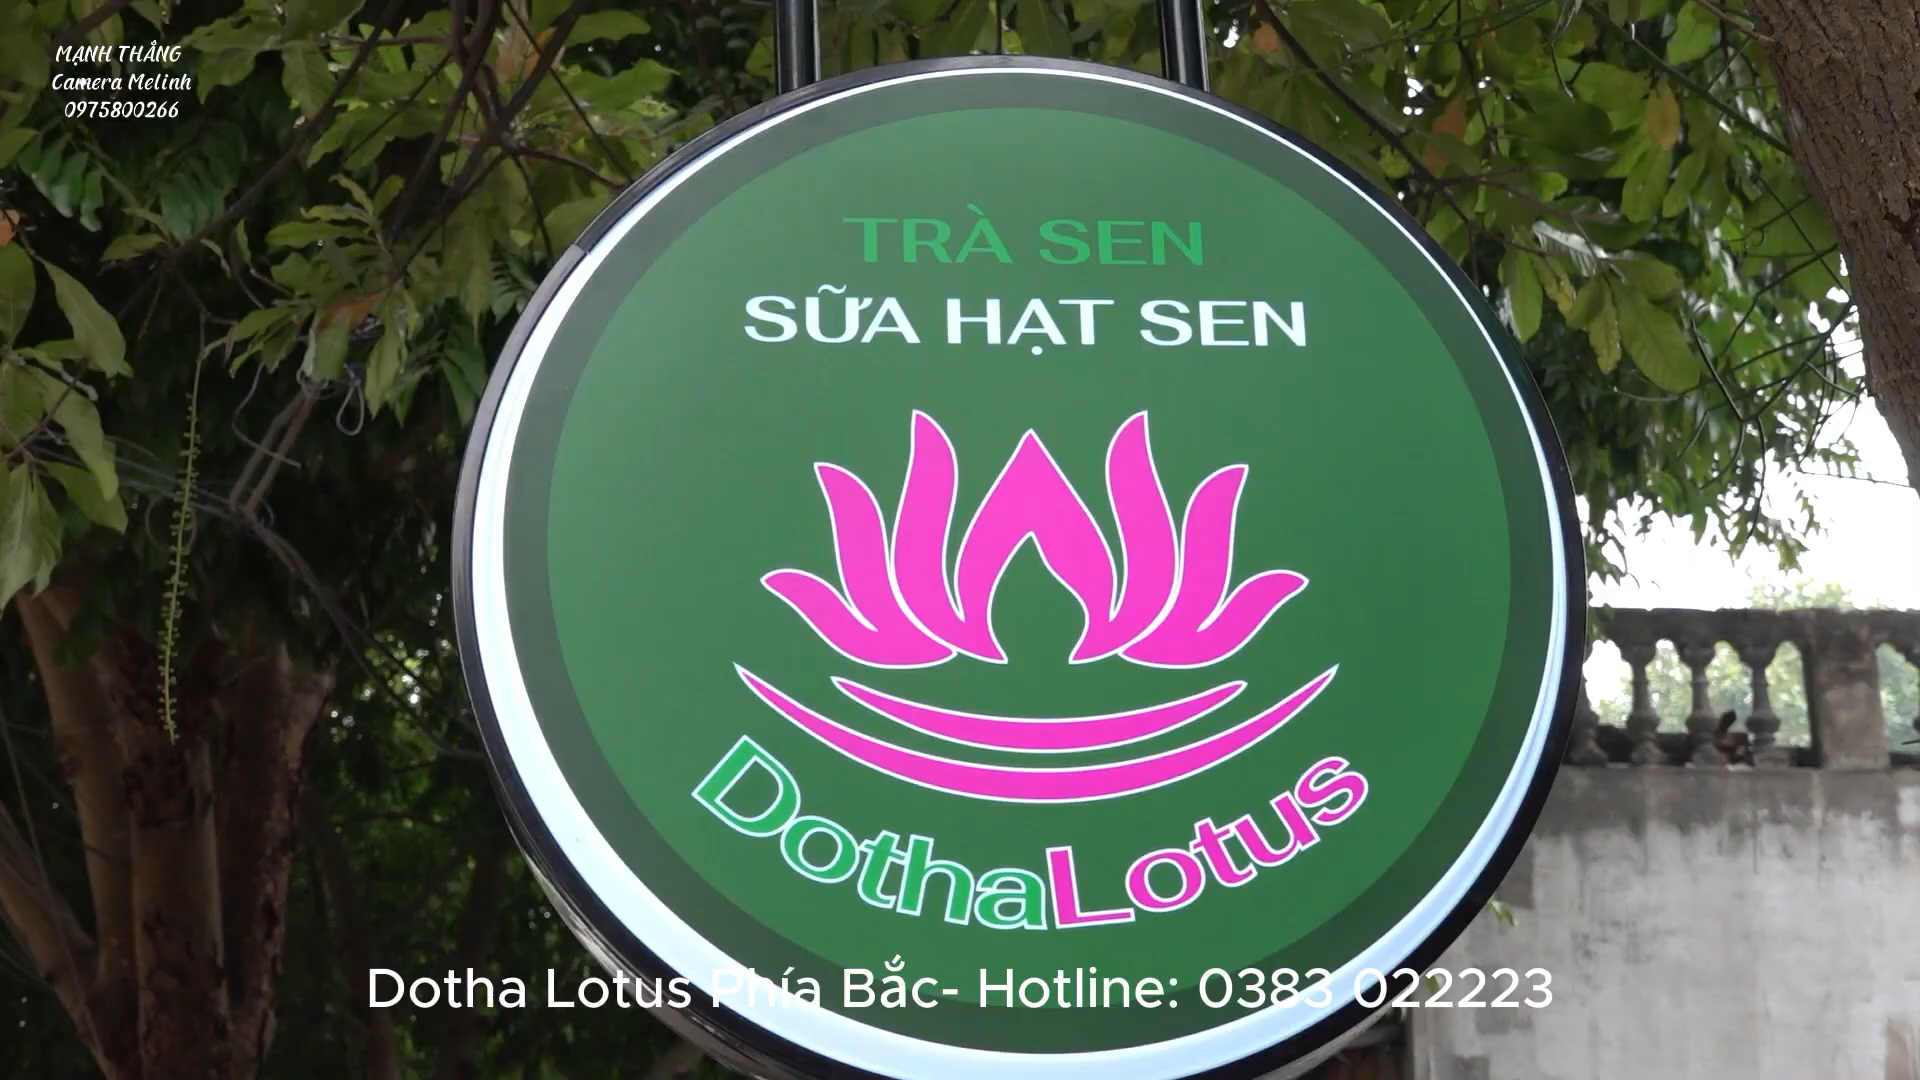 MẠNH THẮNG
Camera Melinh
0975800266
TRÀ SEN
SỮA HẠT SEN
DothaLotus
Dotha Lotus Phía Bắc- Hotline: 0383 022223